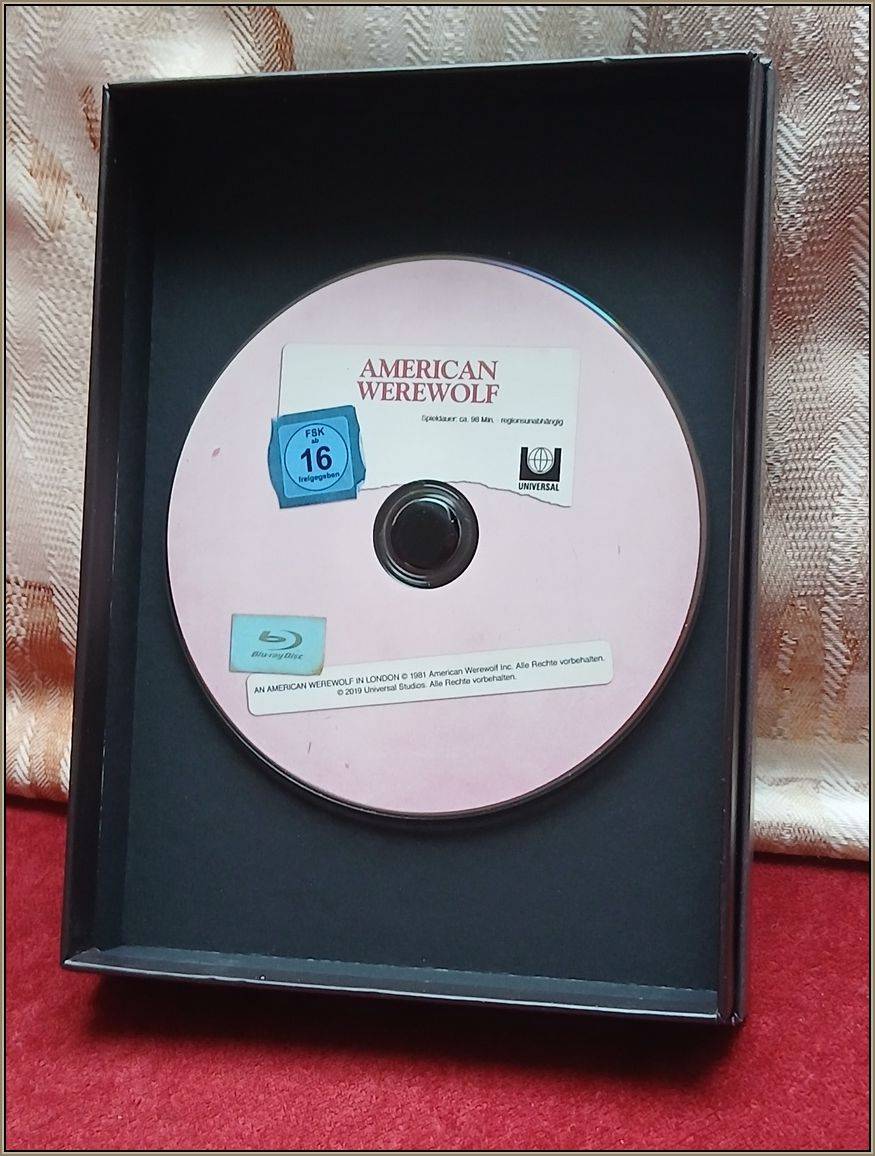 AMERICAN
WEREWOLF
Spieldauer: ca. 98 Min. · regionsunabhängig
FSK
ab
16
freigegeben
UNIVERSAL
Blu-ray Disc
AN AMERICAN WEREWOLF IN LONDON © 1981 American Werewolf Inc. Alle Rechte vorbehalten.
© 2019 Universal Studios. Alle Rechte vorbehalten.